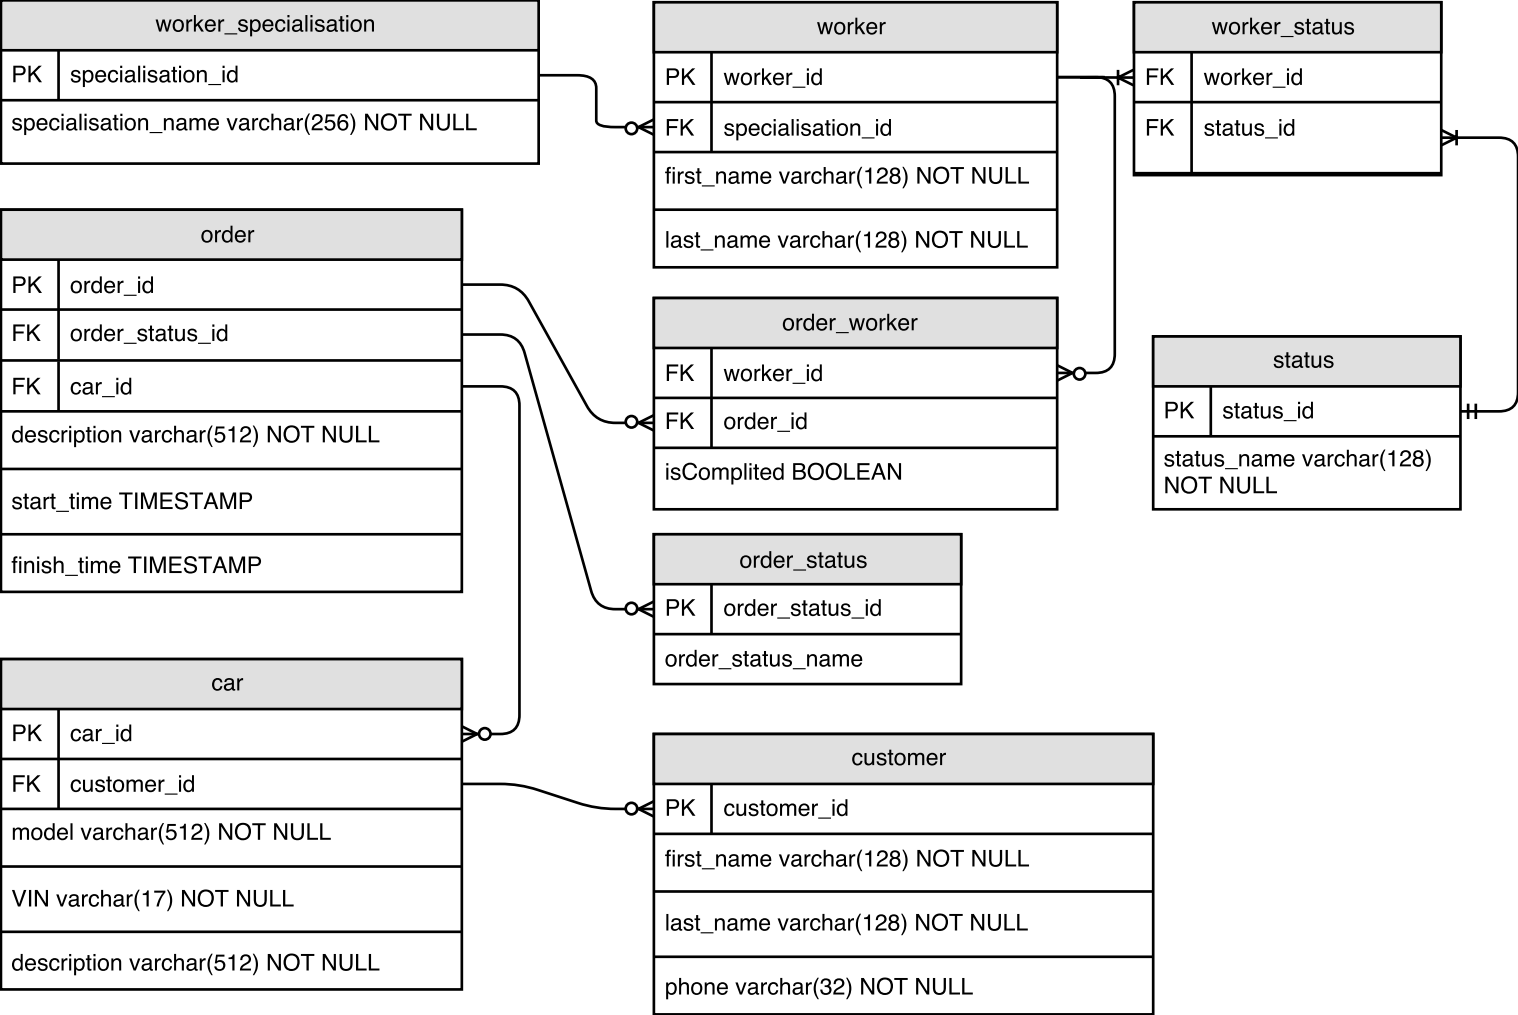 worker_specialisation
PK specialisation_id
specialisation_name varchar(256) NOT NULL
worker
PK worker_id
FK specialisation_id
first_name varchar(128) NOT NULL
last_name varchar(128) NOT NULL
worker_status
FK worker_id
FK status_id
order
PK order_id
FK order_status_id
FK car_id
description varchar(512) NOT NULL
start_time TIMESTAMP
finish_time TIMESTAMP
order_worker
FK worker_id
FK order_id
isComplited BOOLEAN
status
PK status_id
status_name varchar(128)
NOT NULL
order_status
PK order_status_id
order_status_name
car
PK car_id
FK customer_id
model varchar(512) NOT NULL
VIN varchar(17) NOT NULL
description varchar(512) NOT NULL
customer
PK customer_id
first_name varchar(128) NOT NULL
last_name varchar(128) NOT NULL
phone varchar(32) NOT NULL